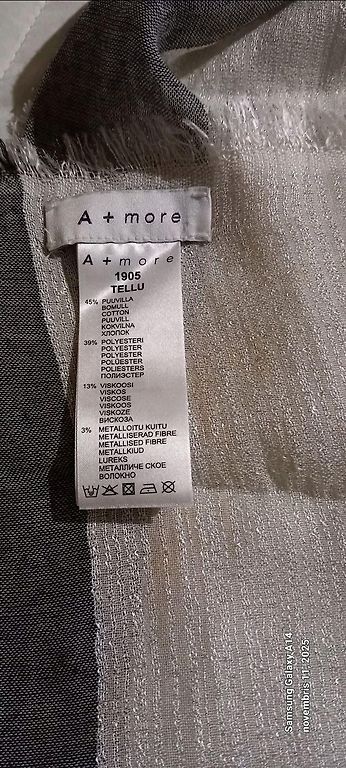 A + more
A + more
1905
TELLU
45% PUUVILLA
BOMULL
COTTON
PUUVILL
KOKVILNA
ХЛОПОК
39% POLYESTERI
POLYESTER
POLYESTER
POLÜESTER
POLIESTERS
ПОЛИЭСТЕР
13% VISKOOSI
VISKOS
VISCOSE
VISKOOS
VISKOZE
ВИСКОЗА
3% METALLOITU KUITU
METALLISERAD FIBRE
METALLISED FIBRE
METALLKIUD
LUREKS
МЕТАЛЛИЧЕ СКОЕ
ВОЛОКНО
Samsung Galaxy A14
novembris 11, 2025